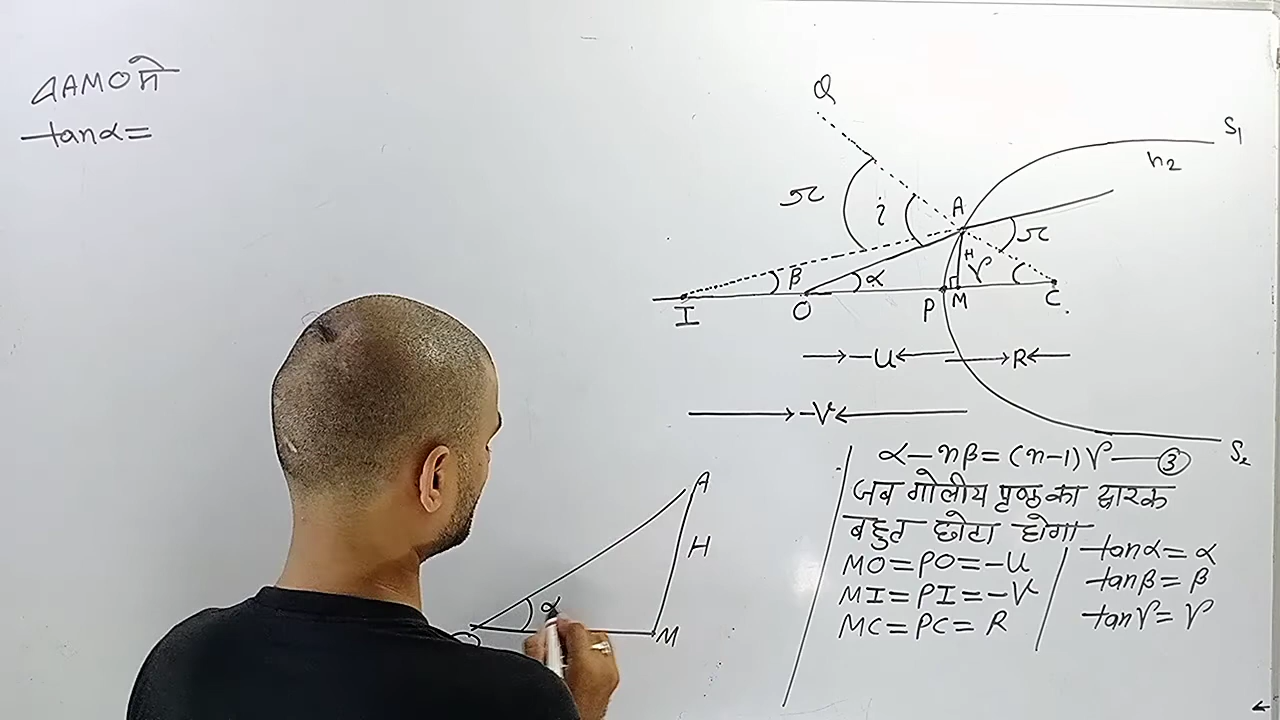 △AMO में
tanα=
Q
S₁
n₂
r
i
A
r
H
β
α
γ
I
O
P
M
C
-U
R
-V
S₂
α-nβ=(n-1)γ-③
जब गोलीय पृष्ठ का द्वारक
बहुत छोटा होगा
MO=PO=-U
MI=PI=-V
MC=PC=R
tanα=α
tanβ=β
tanγ=γ
A
H
α
M